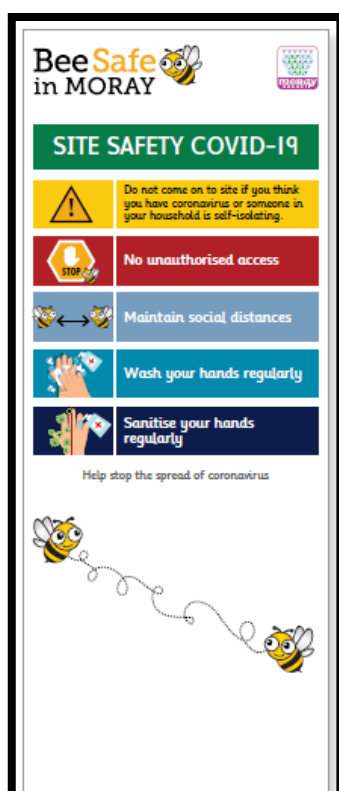 Bee Safe
in MORAY
moray
SITE SAFETY COVID-19
Do not come on to site if you think
you have coronavirus or someone in
your household is self-isolating.
STOP
No unauthorised access
Maintain social distances
Wash your hands regularly
Sanitise your hands
regularly
Help stop the spread of coronavirus